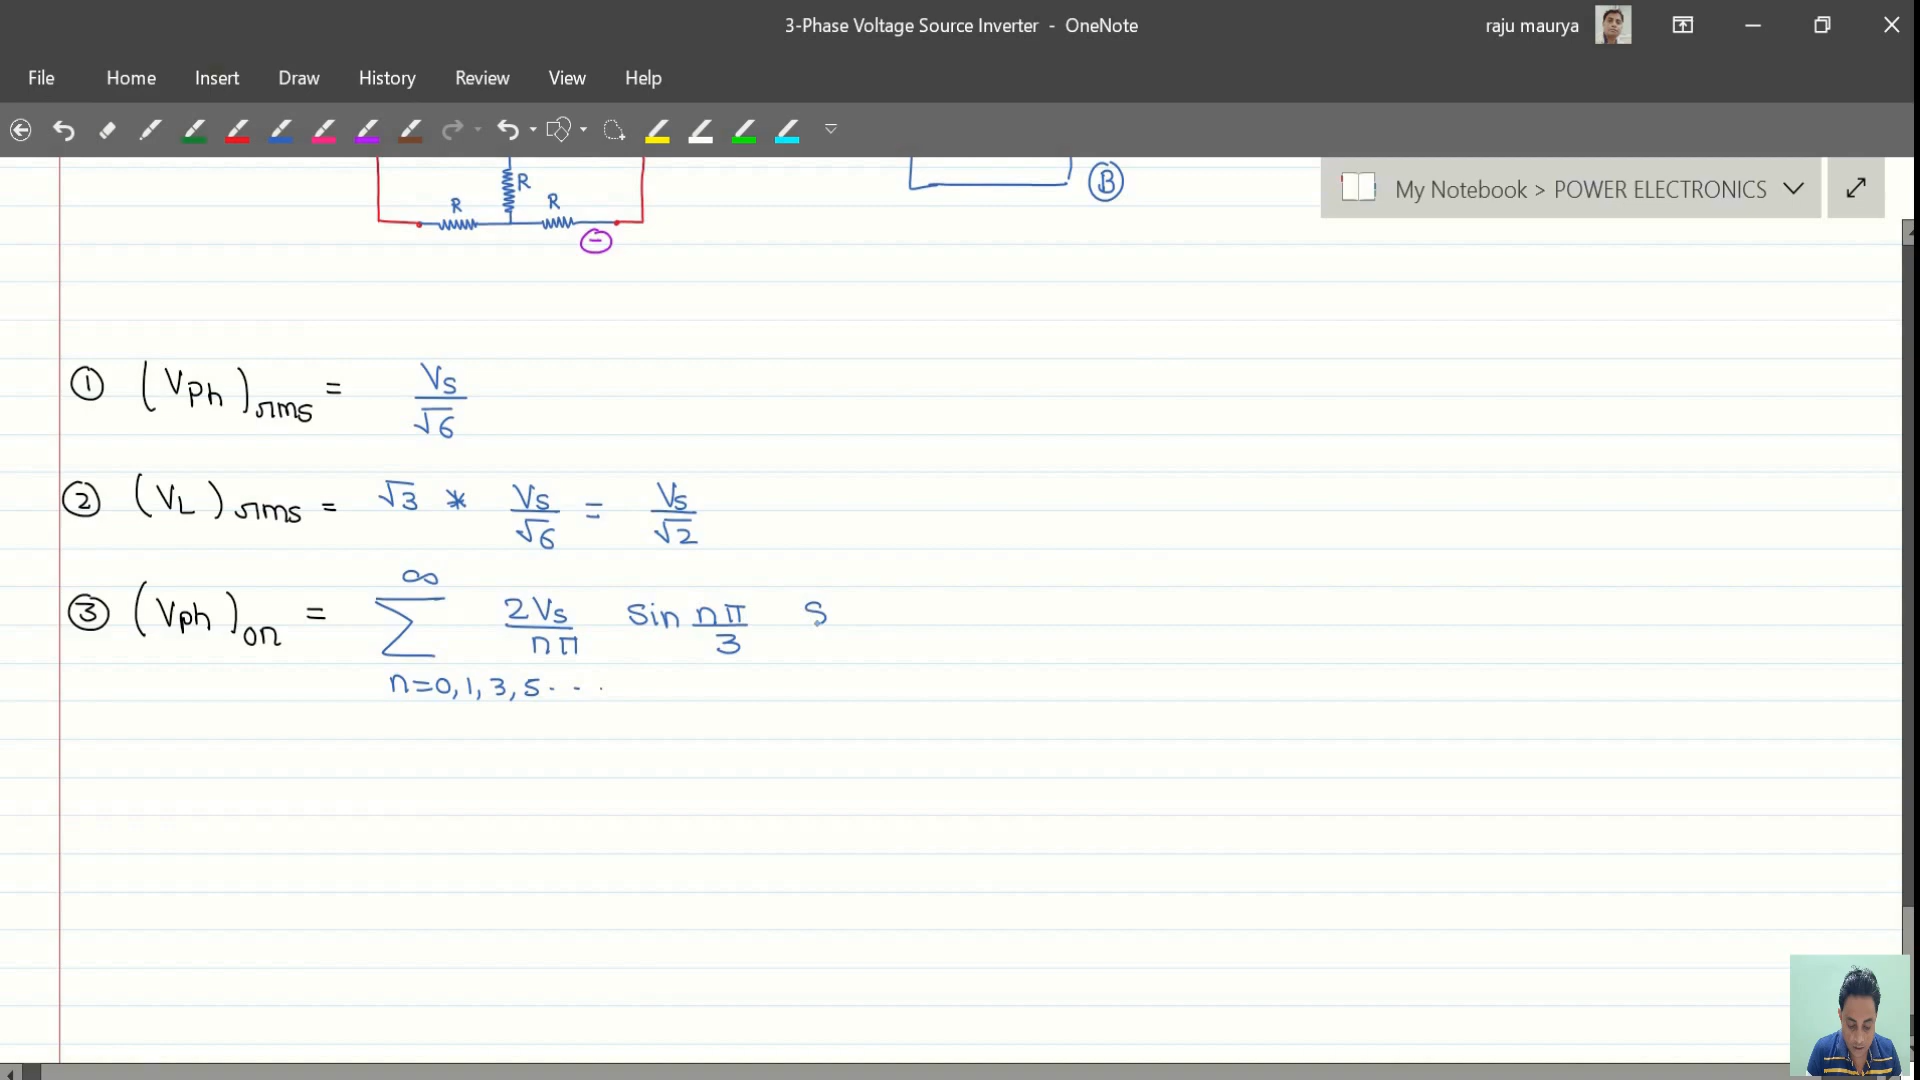 3-Phase Voltage Source Inverter - OneNote
raju maurya
File Home Insert Draw History Review View Help
My Notebook > POWER ELECTRONICS
R
R R
B
① (Vph)rms = Vs/√6
② (VL)rms = √3 * Vs/√6 = Vs/√2
③ (Vph)on = ∞ Σ n=0,1,3,5... 2Vs/nπ Sin nπ/3 S